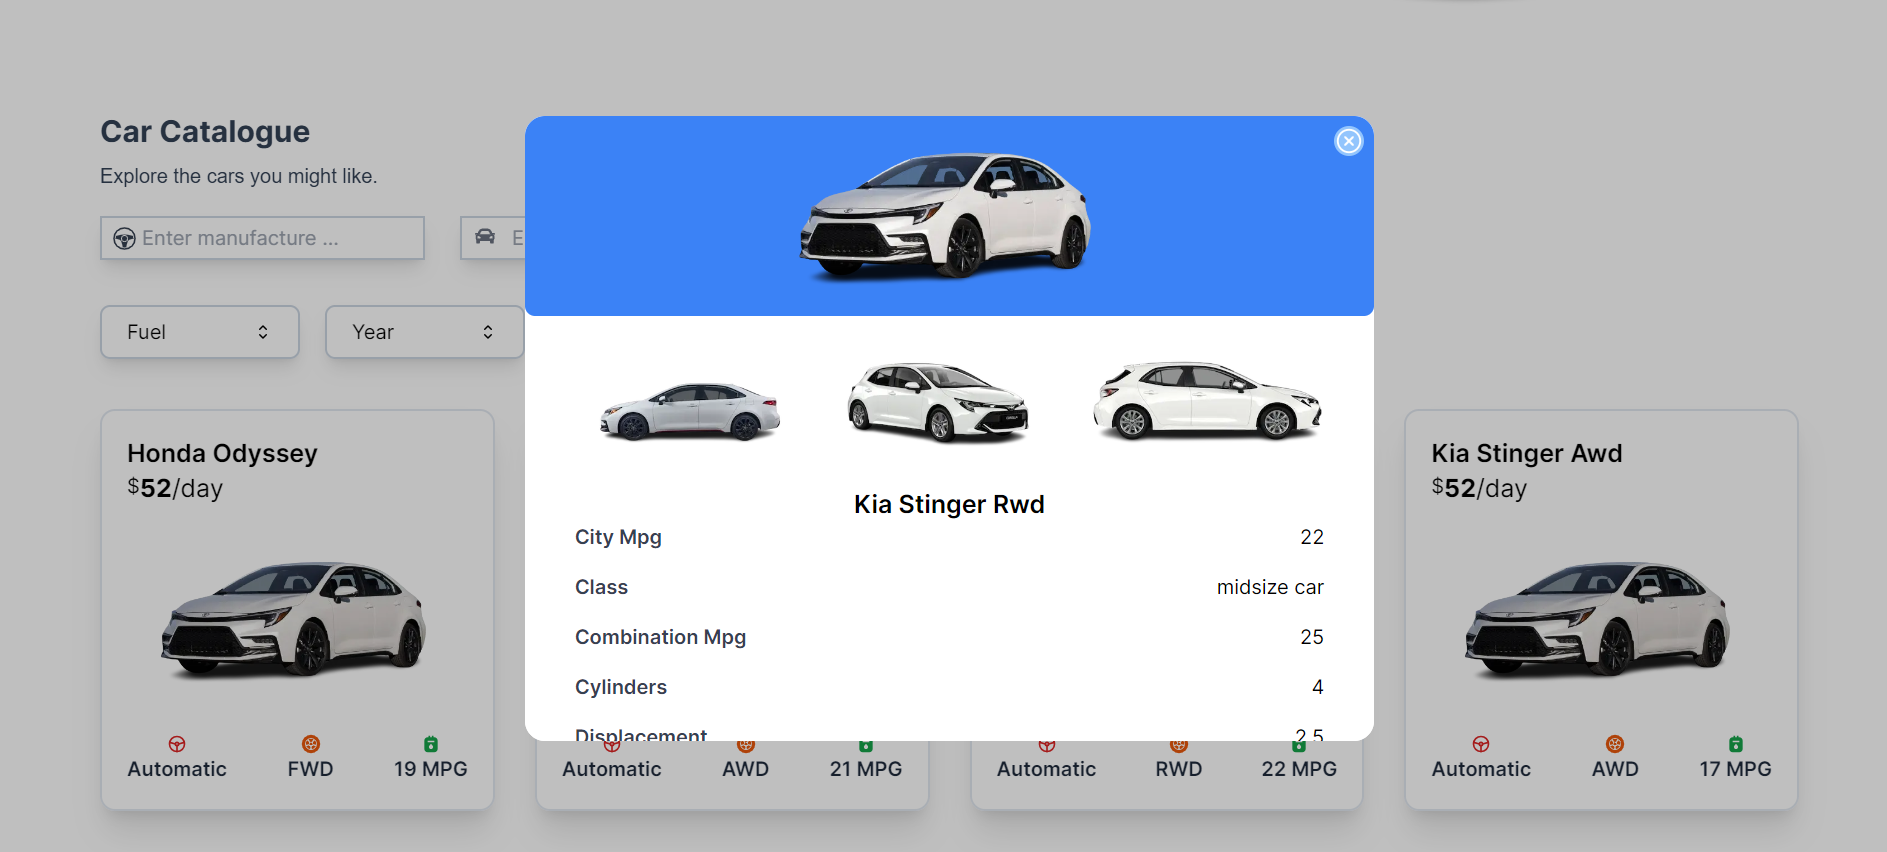 Car Catalogue
Explore the cars you might like.
Enter manufacture ...
E
Fuel
Year
Honda Odyssey
$52/day
Automatic
FWD
19 MPG
Kia Stinger Rwd
City Mpg 22
Class midsize car
Combination Mpg 25
Cylinders 4
Displacement 2.5
Automatic
AWD
21 MPG
Automatic
RWD
22 MPG
Kia Stinger Awd
$52/day
Automatic
AWD
17 MPG